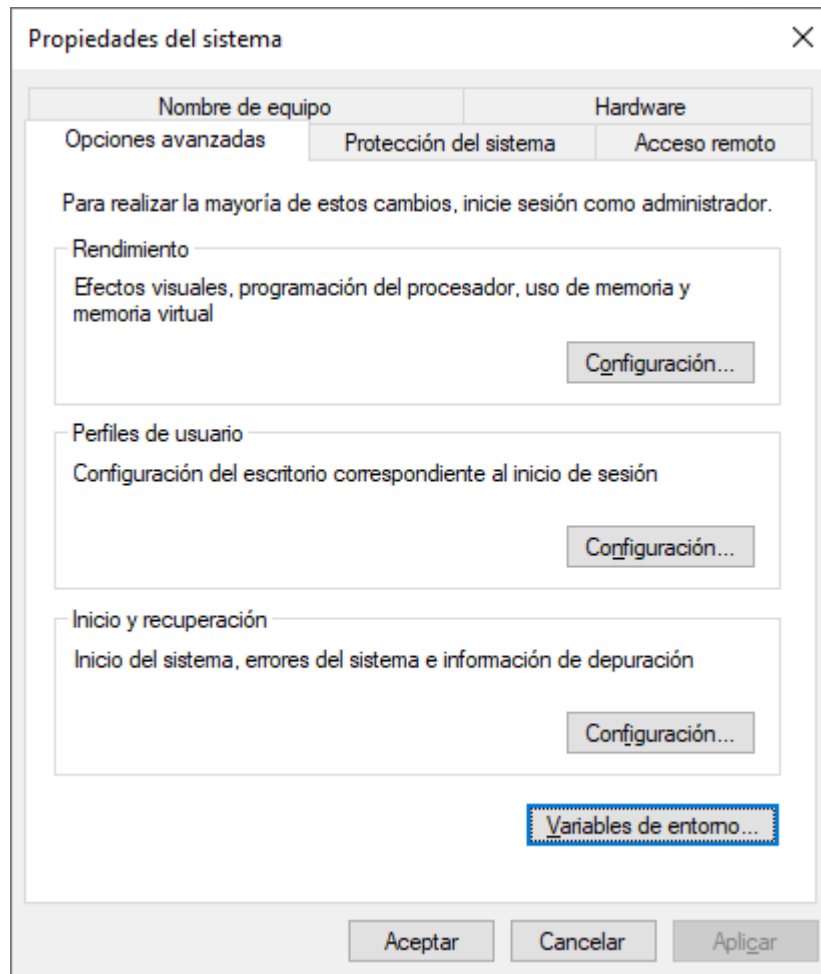 Propiedades del sistema
Nombre de equipo
Hardware
Opciones avanzadas
Protección del sistema
Acceso remoto
Para realizar la mayoría de estos cambios, inicie sesión como administrador.
Rendimiento
Efectos visuales, programación del procesador, uso de memoria y
memoria virtual
Configuración...
Perfiles de usuario
Configuración del escritorio correspondiente al inicio de sesión
Configuración...
Inicio y recuperación
Inicio del sistema, errores del sistema e información de depuración
Configuración...
Variables de entorno...
Aceptar
Cancelar
Aplicar